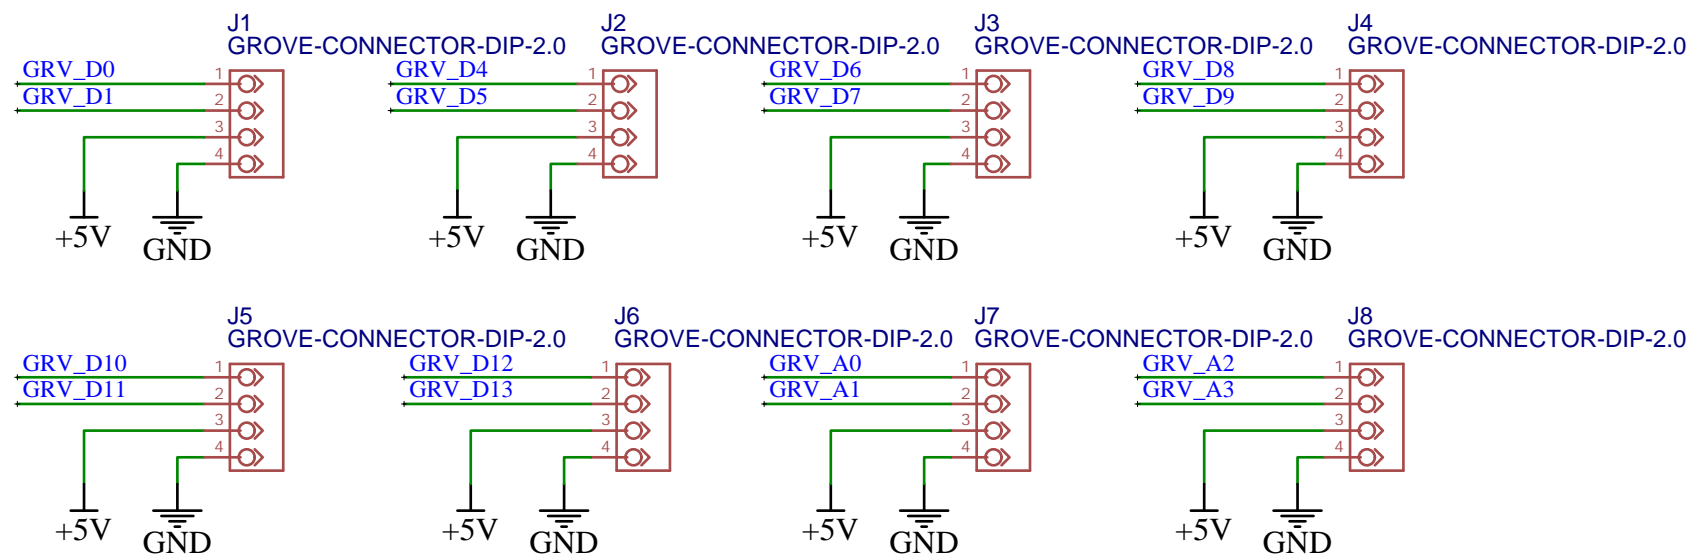 J1
GROVE-CONNECTOR-DIP-2.0
GRV_D0
GRV_D1
1
2
3
4
+5V
GND
J2
GROVE-CONNECTOR-DIP-2.0
GRV_D4
GRV_D5
1
2
3
4
+5V
GND
J3
GROVE-CONNECTOR-DIP-2.0
GRV_D6
GRV_D7
1
2
3
4
+5V
GND
J4
GROVE-CONNECTOR-DIP-2.0
GRV_D8
GRV_D9
1
2
3
4
+5V
GND
J5
GROVE-CONNECTOR-DIP-2.0
GRV_D10
GRV_D11
1
2
3
4
+5V
GND
J6
GROVE-CONNECTOR-DIP-2.0
GRV_D12
GRV_D13
1
2
3
4
+5V
GND
J7
GROVE-CONNECTOR-DIP-2.0
GRV_A0
GRV_A1
1
2
3
4
+5V
GND
J8
GROVE-CONNECTOR-DIP-2.0
GRV_A2
GRV_A3
1
2
3
4
+5V
GND